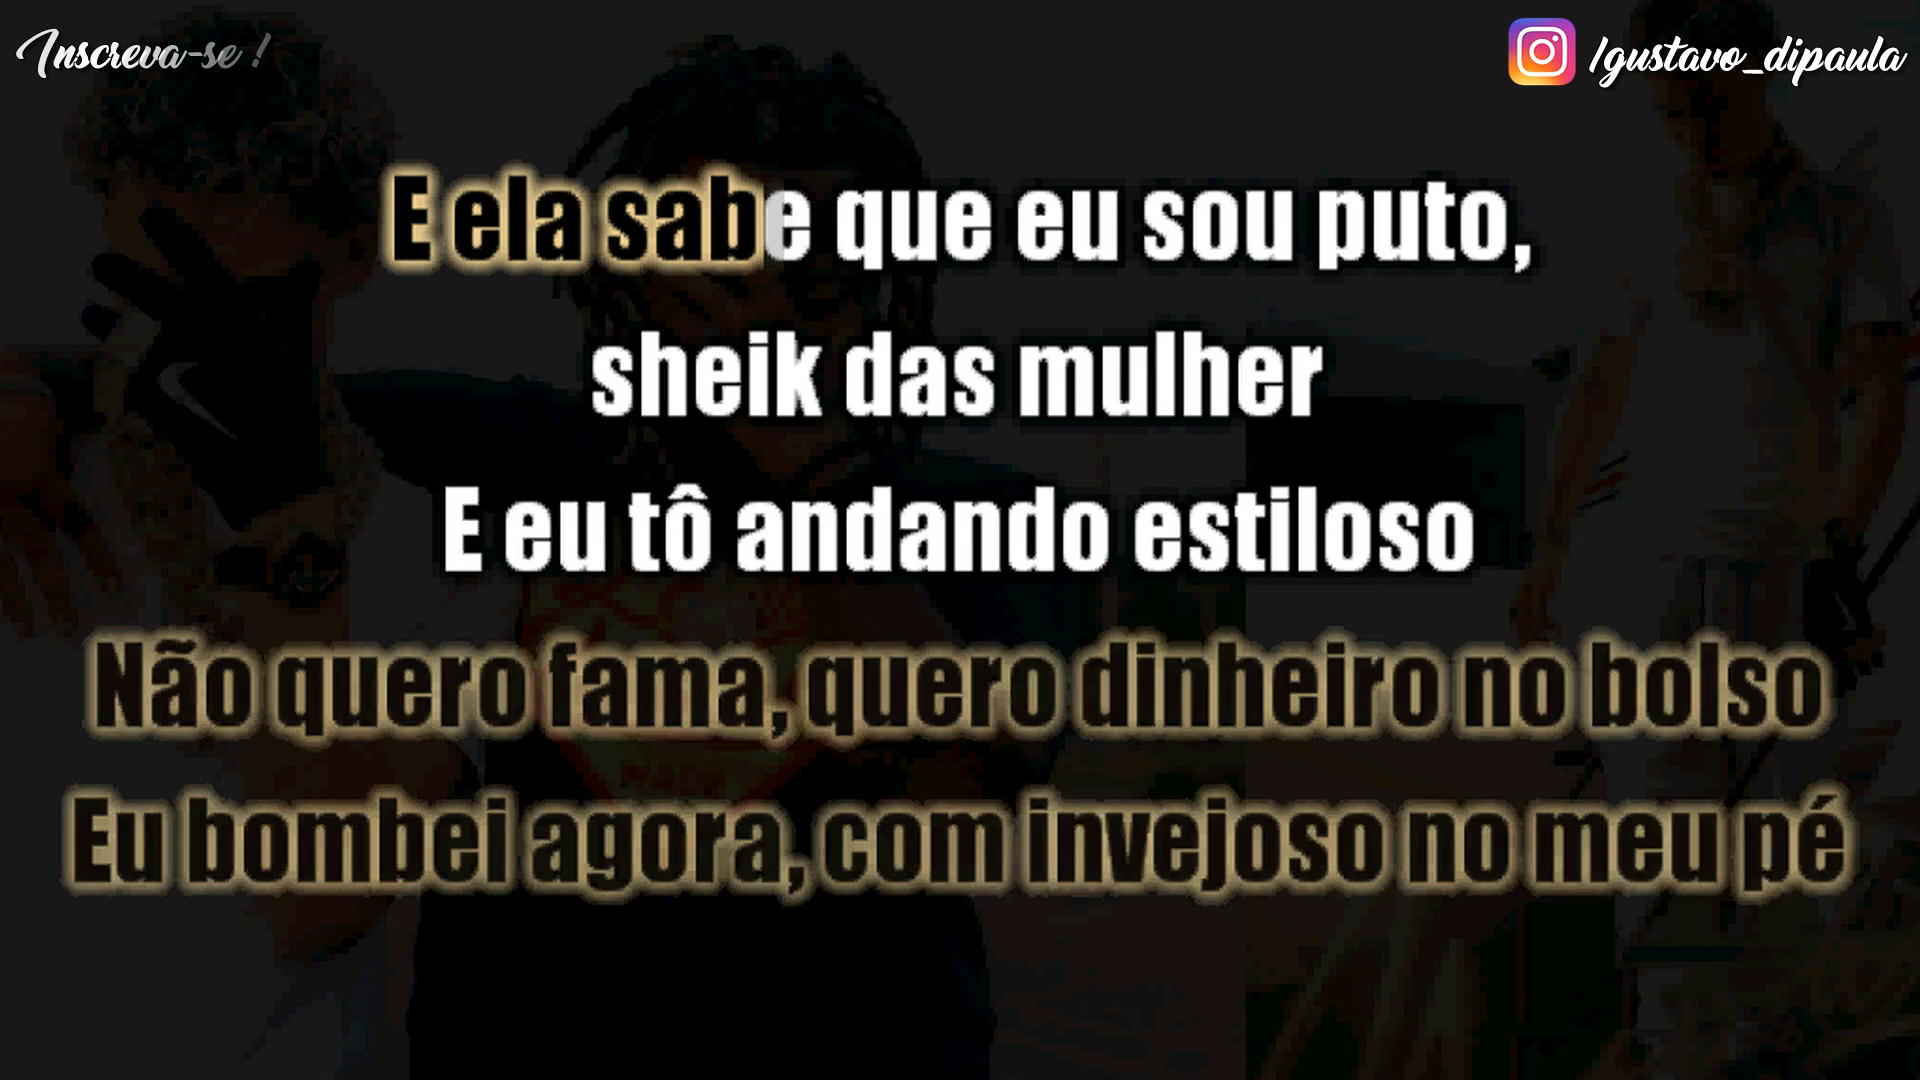 Inscreva-se !
/gustavo_dipaula
E ela sabe que eu sou puto,
sheik das mulher
E eu tô andando estiloso
Não quero fama, quero dinheiro no bolso
Eu bombei agora, com invejoso no meu pé